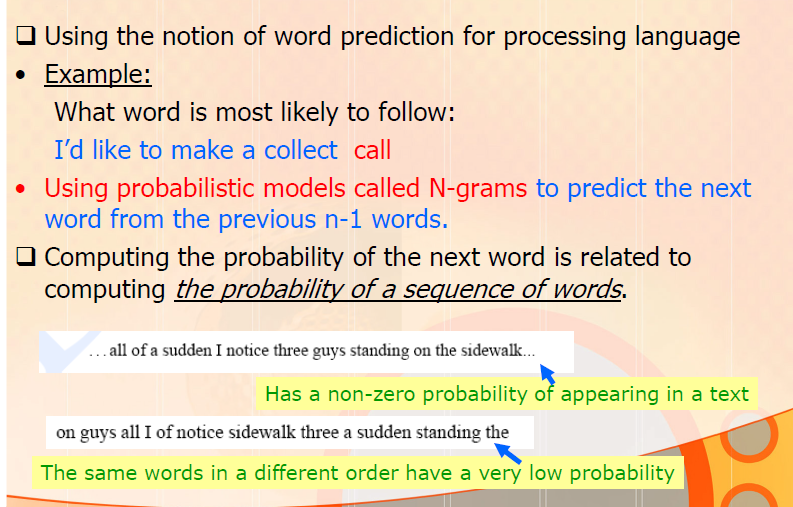 ❑ Using the notion of word prediction for processing language
• Example:
What word is most likely to follow:
I’d like to make a collect call
• Using probabilistic models called N-grams to predict the next
word from the previous n-1 words.
❑ Computing the probability of the next word is related to
computing the probability of a sequence of words.
…all of a sudden I notice three guys standing on the sidewalk...
Has a non-zero probability of appearing in a text
on guys all I of notice sidewalk three a sudden standing the
The same words in a different order have a very low probability